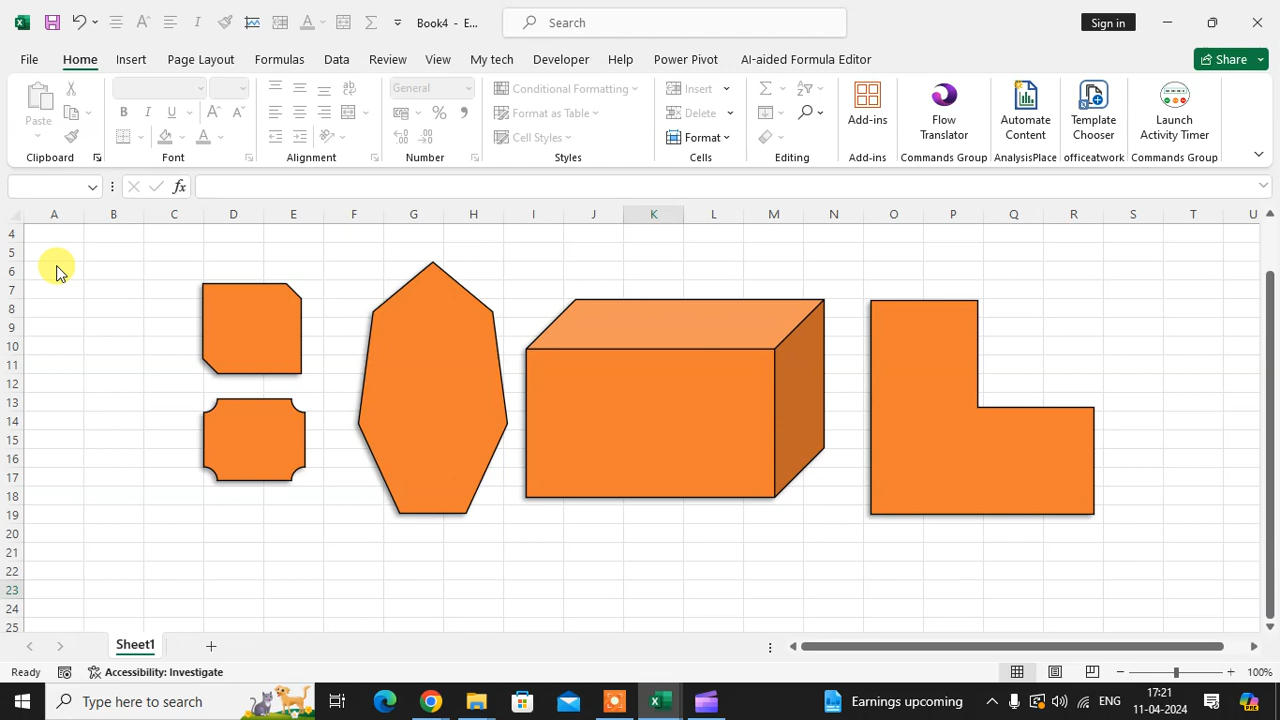 Book4 - E...
Search
Sign in
File Home Insert Page Layout Formulas Data Review View My tech Developer Help Power Pivot AI-aided Formula Editor
Share
Paste
Clipboard
B I U A A
Font
ab
Alignment
General
%
Number
Conditional Formatting
Format as Table
Cell Styles
Styles
Insert
Delete
Format
Cells
Editing
Add-ins
Add-ins
Flow Translator
Commands Group
Automate Content
AnalysisPlace
Template Chooser
officeatwork
Launch Activity Timer
Commands Group
fx
A B C D E F G H I J K L M N O P Q R S T U
4
5
6
7
8
9
10
11
12
13
14
15
16
17
18
19
20
21
22
23
24
25
Sheet1
Ready
Accessibility: Investigate
100%
Type here to search
Earnings upcoming
ENG
17:21
11-04-2024